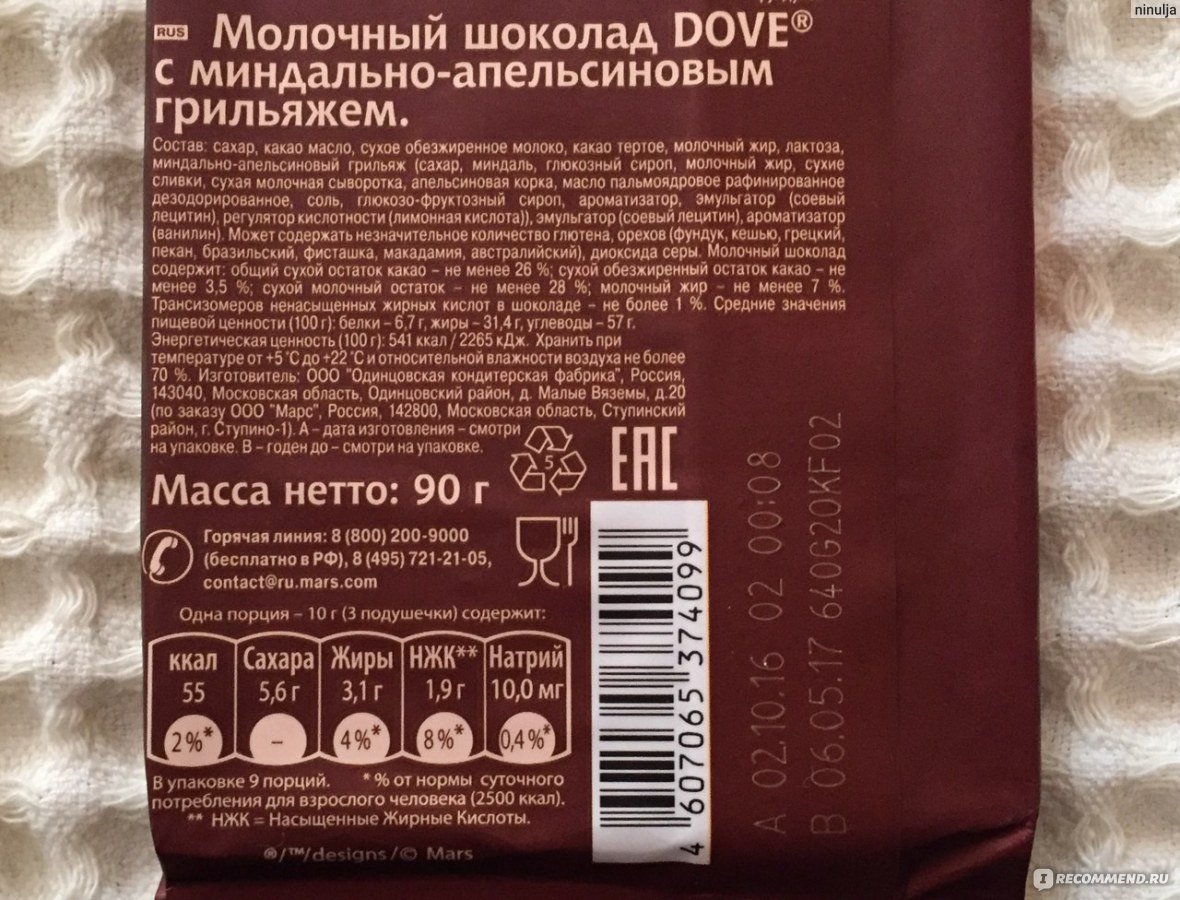 ninulja
RUS Молочный шоколад DOVE®
с миндально-апельсиновым
грильяжем.
Состав: сахар, какао масло, сухое обезжиренное молоко, какао тертое, молочный жир, лактоза,
миндально-апельсиновый грильяж (сахар, миндаль, глюкозный сироп, молочный жир, сухие
сливки, сухая молочная сыворотка, апельсиновая корка, масло пальмоядровое рафинированное
дезодорированное, соль, глюкозо-фруктозный сироп, ароматизатор, эмульгатор (соевый
лецитин), регулятор кислотности (лимонная кислота)), эмульгатор (соевый лецитин), ароматизатор
(ванилин). Может содержать незначительное количество глютена, орехов (фундук, кешью, грецкий,
пекан, бразильский, фисташка, макадамия, австралийский), диоксида серы. Молочный шоколад
содержит: общий сухой остаток какао – не менее 26 %; сухой обезжиренный остаток какао – не
менее 3,5 %; сухой молочный остаток – не менее 28 %; молочный жир – не менее 7 %.
Трансизомеров ненасыщенных жирных кислот в шоколаде – не более 1 %. Средние значения
пищевой ценности (100 г): белки – 6,7 г, жиры – 31,4 г, углеводы – 57 г.
Энергетическая ценность (100 г): 541 ккал / 2265 кДж. Хранить при
температуре от +5˚С до +22˚С и относительной влажности воздуха не более
70 %. Изготовитель: ООО "Одинцовская кондитерская фабрика", Россия,
143040, Московская область, Одинцовский район, д. Малые Вяземы, д.20
(по заказу ООО "Марс", Россия, 142800, Московская область, Ступинский
район, г. Ступино-1). А – дата изготовления – смотри
на упаковке. В – годен до – смотри на упаковке.
5
ЕАС
Масса нетто: 90 г
Горячая линия: 8 (800) 200-9000
(бесплатно в РФ), 8 (495) 721-21-05,
contact@ru.mars.com
Одна порция – 10 г (3 подушечки) содержит:
ккал Сахара Жиры НЖК** Натрий
55 5,6 г 3,1 г 1,9 г 10,0 мг
2%* – 4%* 8%* 0,4%*
В упаковке 9 порций. * % от нормы суточного
потребления для взрослого человека (2500 ккал).
** НЖК = Насыщенные Жирные Кислоты.
®/™/designs/© Mars
4 607065 374099
A 02.10.16 02 00:08
B 06.05.17 640G20KF02
IRECOMMEND.RU